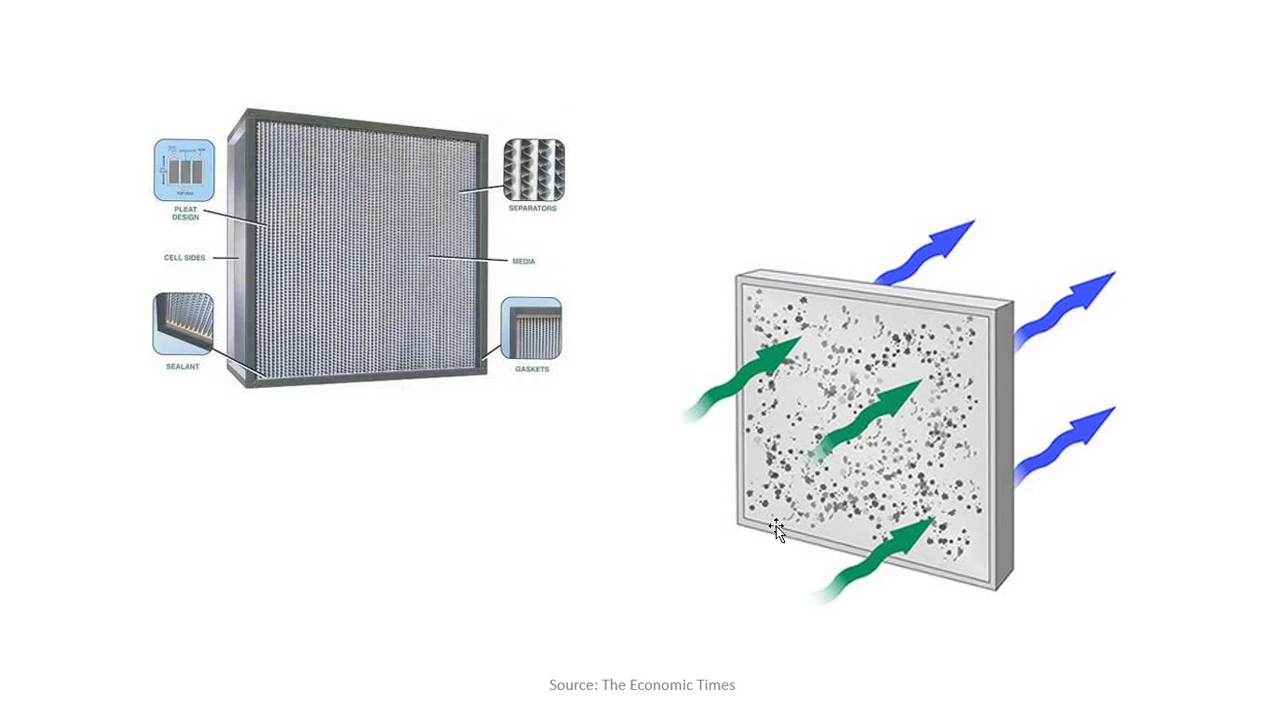 PLEAT
DESIGN
CELL SIDES
SEALANT
SEPARATORS
MEDIA
GASKETS
Source: The Economic Times